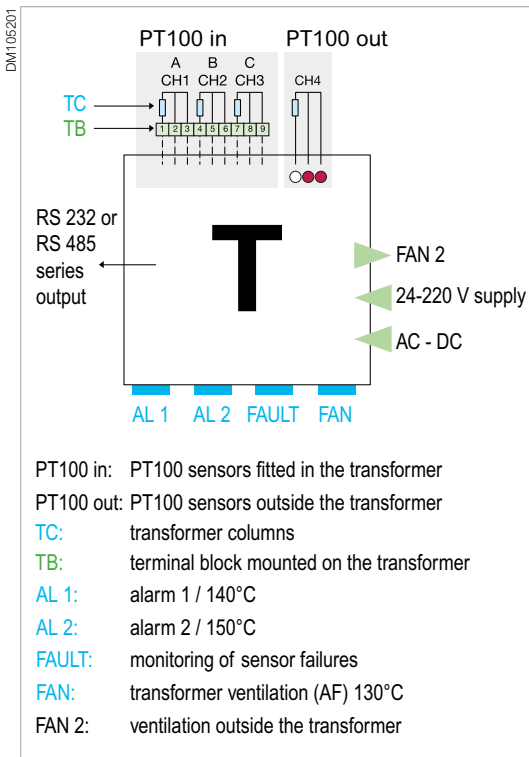 DM105201
PT100 in PT100 out
A B C
CH1 CH2 CH3 CH4
TC
TB
1 2 3 4 5 6 7 8 9
RS 232 or
RS 485
series
output
T
FAN 2
24-220 V supply
AC - DC
AL 1 AL 2 FAULT FAN
PT100 in: PT100 sensors fitted in the transformer
PT100 out: PT100 sensors outside the transformer
TC: transformer columns
TB: terminal block mounted on the transformer
AL 1: alarm 1 / 140°C
AL 2: alarm 2 / 150°C
FAULT: monitoring of sensor failures
FAN: transformer ventilation (AF) 130°C
FAN 2: ventilation outside the transformer